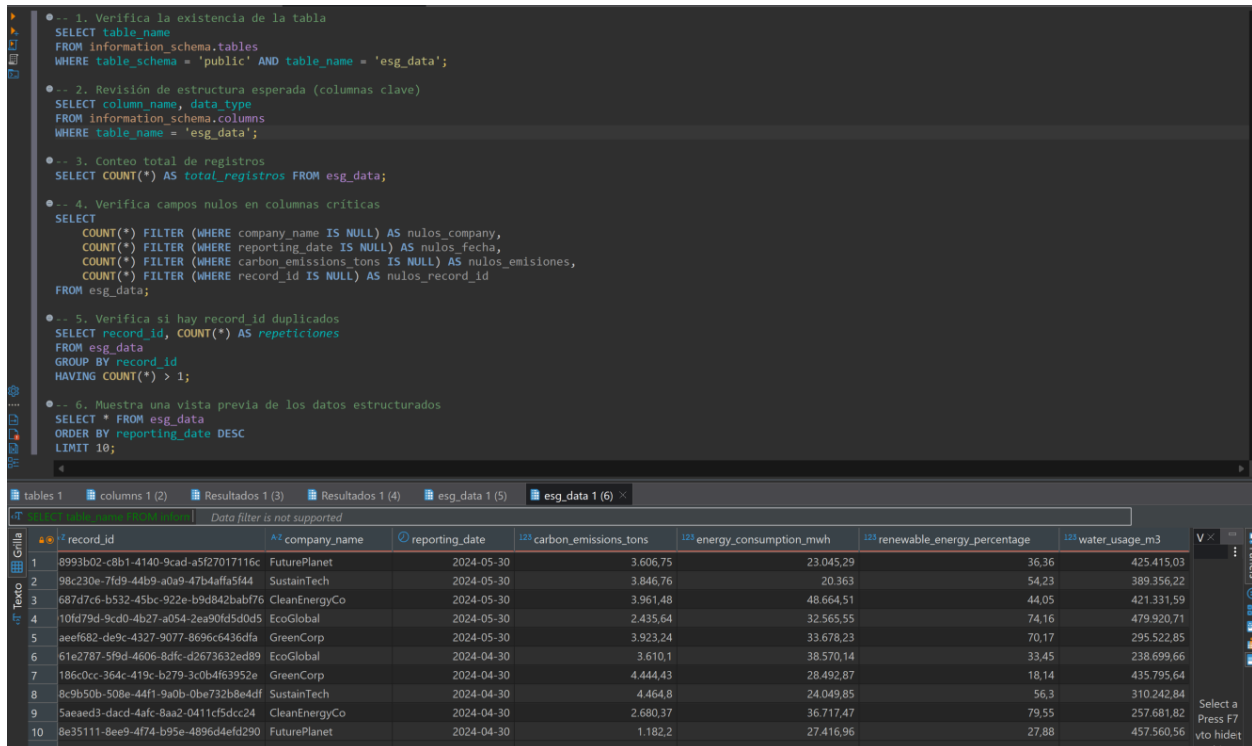 -- 1. Verifica la existencia de la tabla
SELECT table_name
FROM information_schema.tables
WHERE table_schema = 'public' AND table_name = 'esg_data';
-- 2. Revisión de estructura esperada (columnas clave)
SELECT column_name, data_type
FROM information_schema.columns
WHERE table_name = 'esg_data';
-- 3. Conteo total de registros
SELECT COUNT(*) AS total_registros FROM esg_data;
-- 4. Verifica campos nulos en columnas críticas
SELECT
COUNT(*) FILTER (WHERE company_name IS NULL) AS nulos_company,
COUNT(*) FILTER (WHERE reporting_date IS NULL) AS nulos_fecha,
COUNT(*) FILTER (WHERE carbon_emissions_tons IS NULL) AS nulos_emisiones,
COUNT(*) FILTER (WHERE record_id IS NULL) AS nulos_record_id
FROM esg_data;
-- 5. Verifica si hay record_id duplicados
SELECT record_id, COUNT(*) AS repeticiones
FROM esg_data
GROUP BY record_id
HAVING COUNT(*) > 1;
-- 6. Muestra una vista previa de los datos estructurados
SELECT * FROM esg_data
ORDER BY reporting_date DESC
LIMIT 10;
tables 1 columns 1 (2) Resultados 1 (3) Resultados 1 (4) esg_data 1 (5) esg_data 1 (6)
SELECT table_name FROM inform Data filter is not supported
Grilla
Texto
record_id A-Z company_name reporting_date 123 carbon_emissions_tons 123 energy_consumption_mwh 123 renewable_energy_percentage 123 water_usage_m3
1 8993b02-c8b1-4140-9cad-a5f27017116c FuturePlanet 2024-05-30 3.606,75 23.045,29 36,36 425.415,03
2 98c230e-7fd9-44b9-a0a9-47b4affa5f44 SustainTech 2024-05-30 3.846,76 20.363 54,23 389.356,22
3 687d7c6-b532-45bc-922e-b9d842babf76 CleanEnergyCo 2024-05-30 3.961,48 48.664,51 44,05 421.331,59
4 10fd79d-9cd0-4b27-a054-2ea90fd5d0d5 EcoGlobal 2024-05-30 2.435,64 32.565,55 74,16 479.920,71
5 aeef682-de9c-4327-9077-8696c6436dfa GreenCorp 2024-05-30 3.923,24 33.678,23 70,17 295.522,85
6 61e2787-5f9d-4606-8dfc-d2673632ed89 EcoGlobal 2024-04-30 3.610,1 38.570,14 33,45 238.699,66
7 186c0cc-364c-419c-b279-3c0b4f63952e GreenCorp 2024-04-30 4.444,43 28.492,87 18,14 435.795,64
8 8c9b50b-508e-44f1-9a0b-0be732b8e4df SustainTech 2024-04-30 4.464,8 24.049,85 56,3 310.242,84
9 5aeaed3-dacd-4afc-8aa2-0411cf5dcc24 CleanEnergyCo 2024-04-30 2.680,37 36.717,47 79,55 257.681,82
10 8e35111-8ee9-4f74-b95e-4896d4efd290 FuturePlanet 2024-04-30 1.182,2 27.416,96 27,88 457.560,56
Select a
Press F7